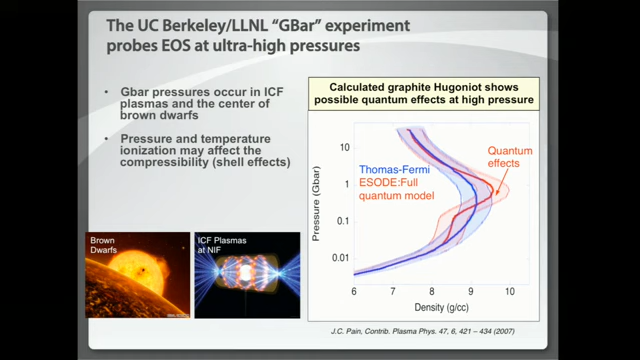 The UC Berkeley/LLNL “GBar” experiment
probes EOS at ultra-high pressures
• Gbar pressures occur in ICF
plasmas and the center of
brown dwarfs
• Pressure and temperature
ionization may affect the
compressibility (shell effects)
Brown
Dwarfs
ICF Plasmas
at NIF
Calculated graphite Hugoniot shows
possible quantum effects at high pressure
Quantum
effects
Thomas-Fermi
ESODE:Full
quantum model
Pressure (Gbar)
10
1
0.1
0.01
6 7 8 9 10
Density (g/cc)
J.C. Pain, Contrib. Plasma Phys. 47, 6, 421 – 434 (2007)